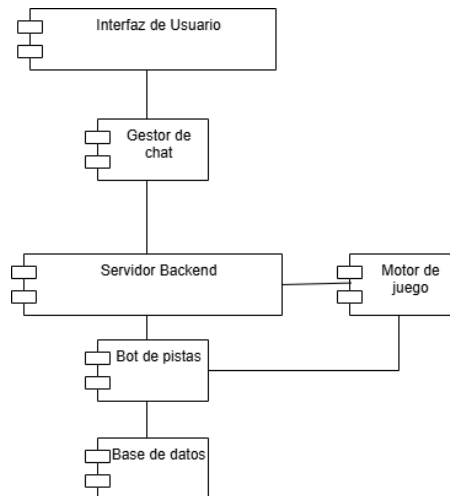 Interfaz de Usuario
Gestor de
chat
Servidor Backend
Motor de
juego
Bot de pistas
Base de datos